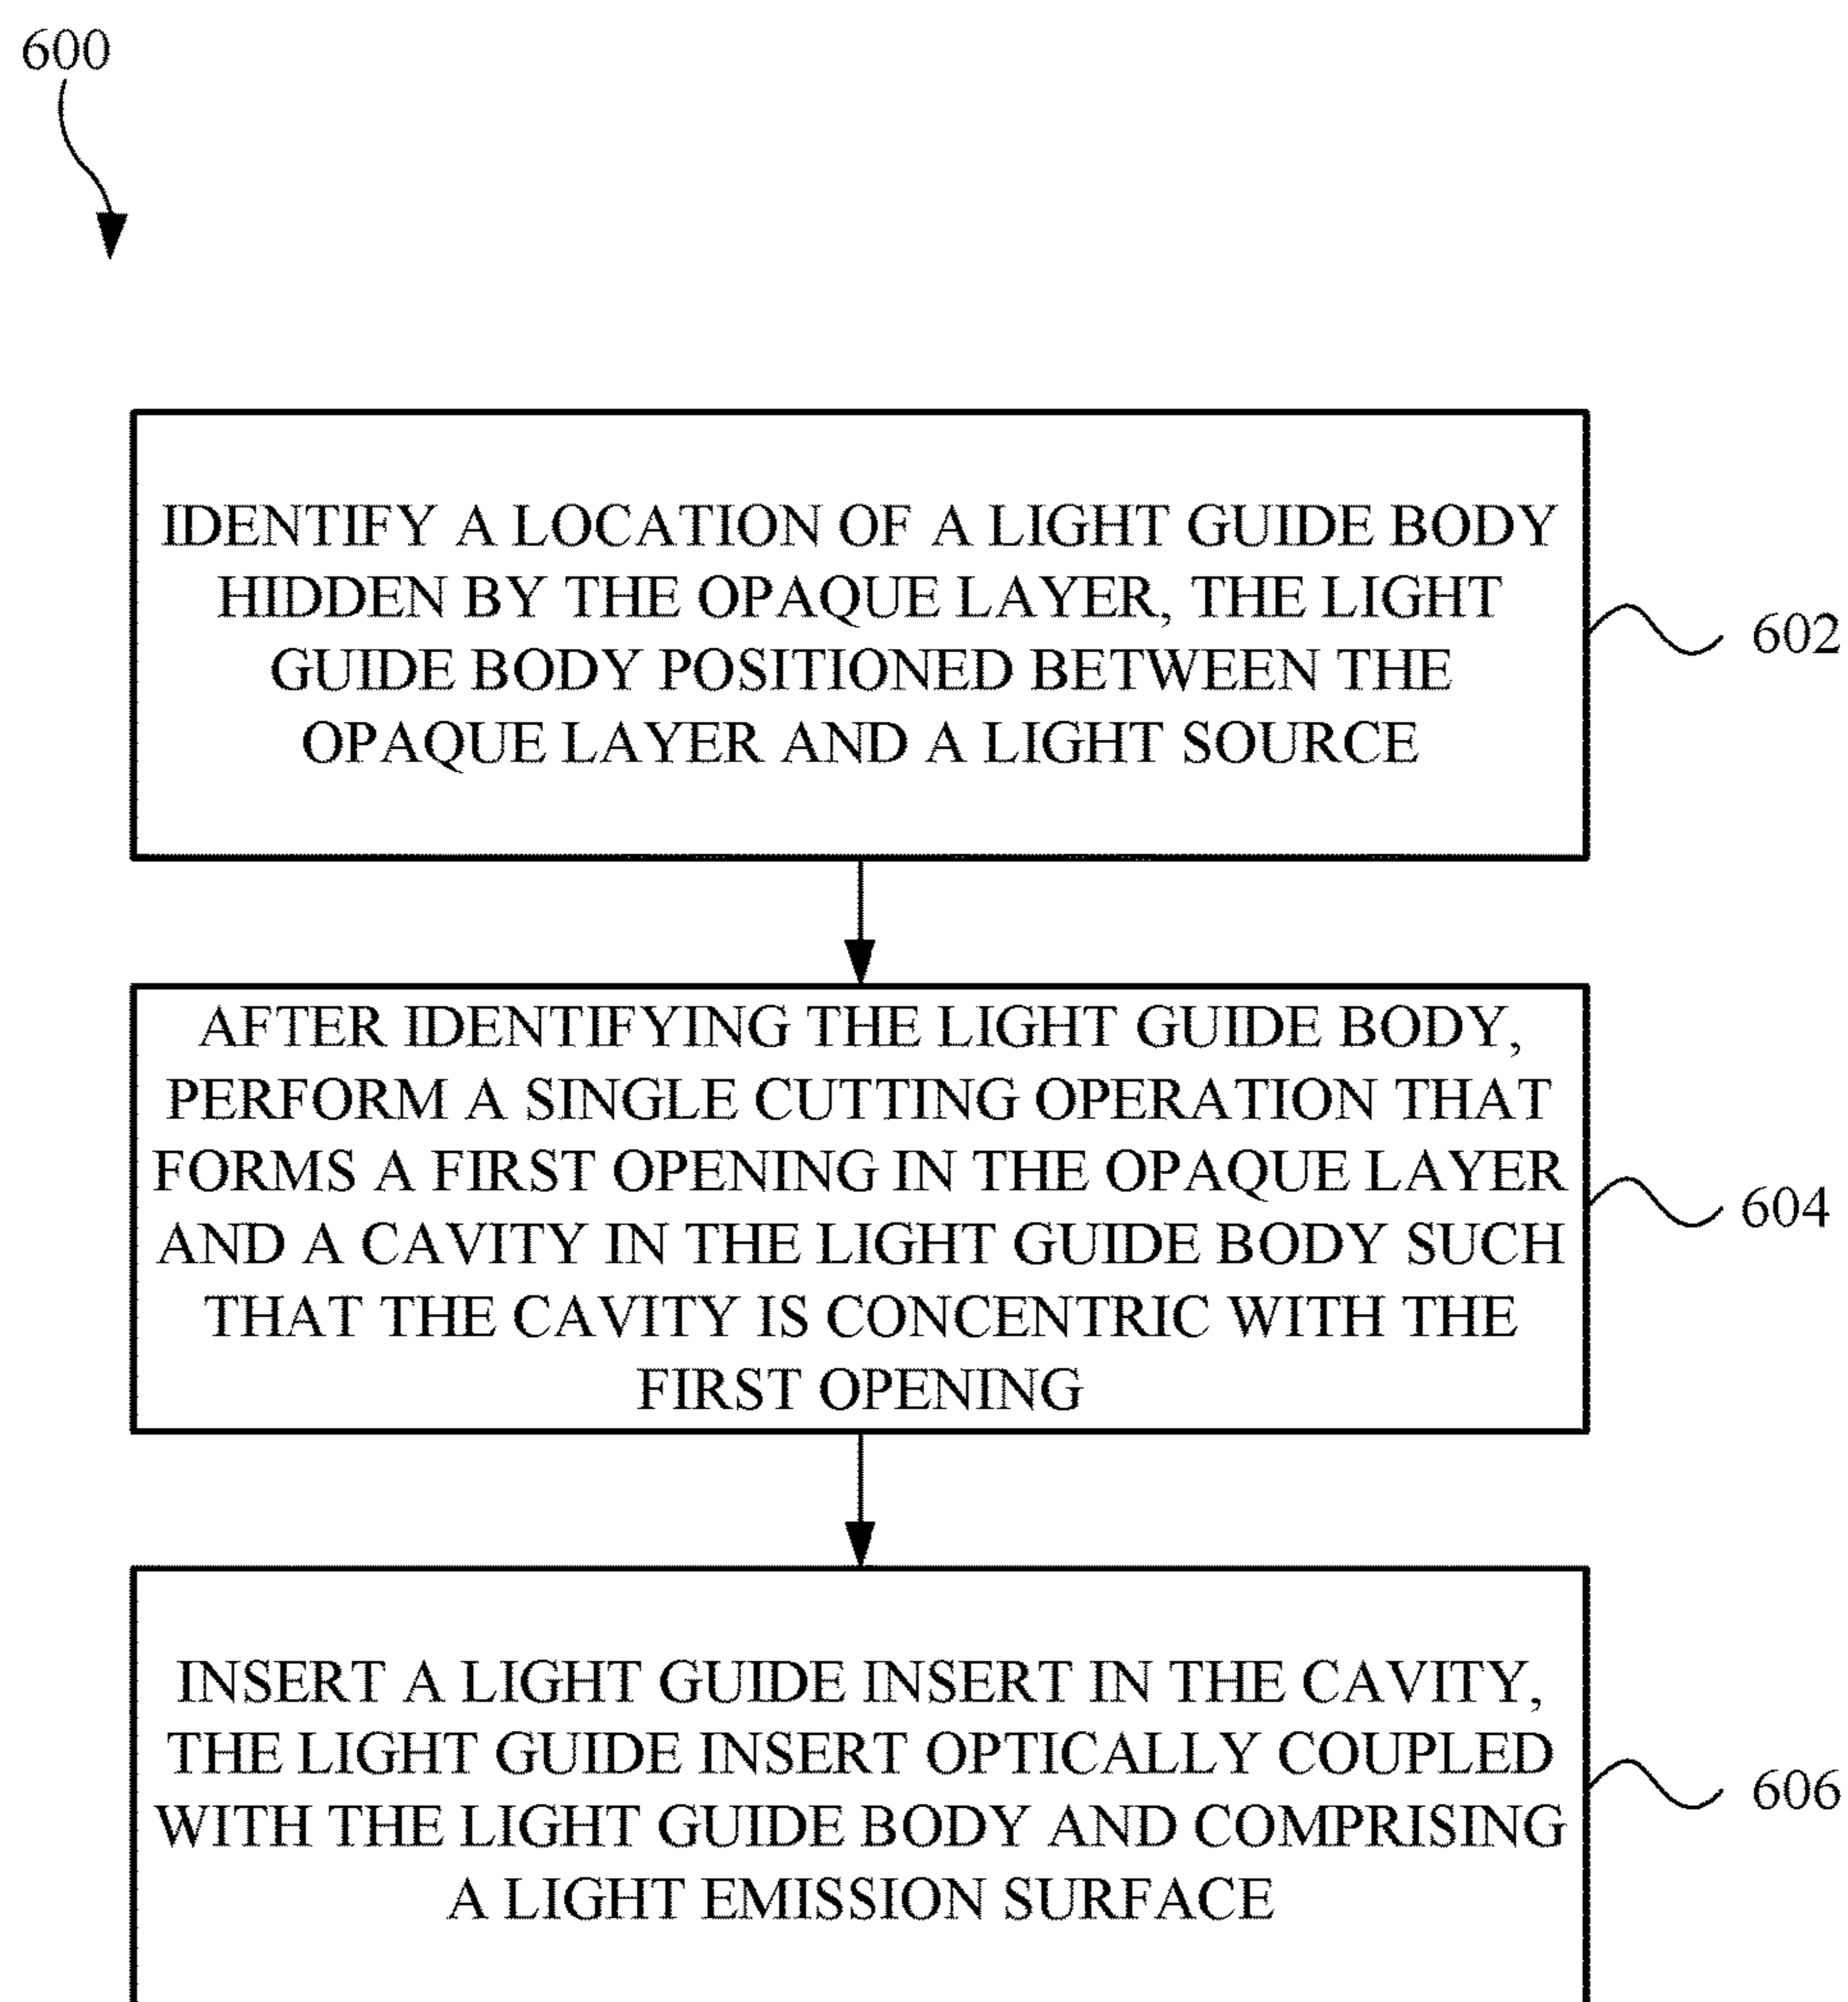 600
IDENTIFY A LOCATION OF A LIGHT GUIDE BODY
HIDDEN BY THE OPAQUE LAYER, THE LIGHT
GUIDE BODY POSITIONED BETWEEN THE
OPAQUE LAYER AND A LIGHT SOURCE
602
AFTER IDENTIFYING THE LIGHT GUIDE BODY,
PERFORM A SINGLE CUTTING OPERATION THAT
FORMS A FIRST OPENING IN THE OPAQUE LAYER
AND A CAVITY IN THE LIGHT GUIDE BODY SUCH
THAT THE CAVITY IS CONCENTRIC WITH THE
FIRST OPENING
604
INSERT A LIGHT GUIDE INSERT IN THE CAVITY,
THE LIGHT GUIDE INSERT OPTICALLY COUPLED
WITH THE LIGHT GUIDE BODY AND COMPRISING
A LIGHT EMISSION SURFACE
606